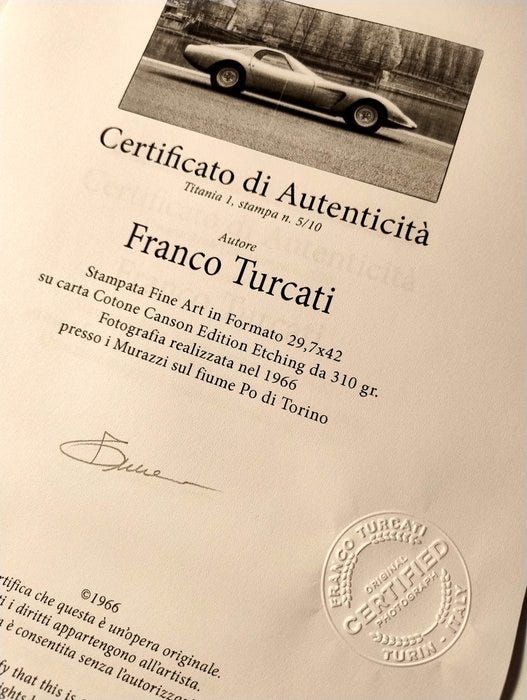 Certificato di Autenticità
Titania 1, stampa n. 5/10
Autore
Franco Turcati
Stampata Fine Art in Formato 29,7x42
su carta Cotone Canson Edition Etching da 310 gr.
Fotografia realizzata nel 1966
presso i Murazzi sul fiume Po di Torino
FRANCO TURCATI
ORIGINAL
CERTIFIED
PHOTOGRAPH
TURIN - ITALY
©1966
che questa è un'opera originale.
i diritti appartengono all'artista.
è consentita senza
that this is